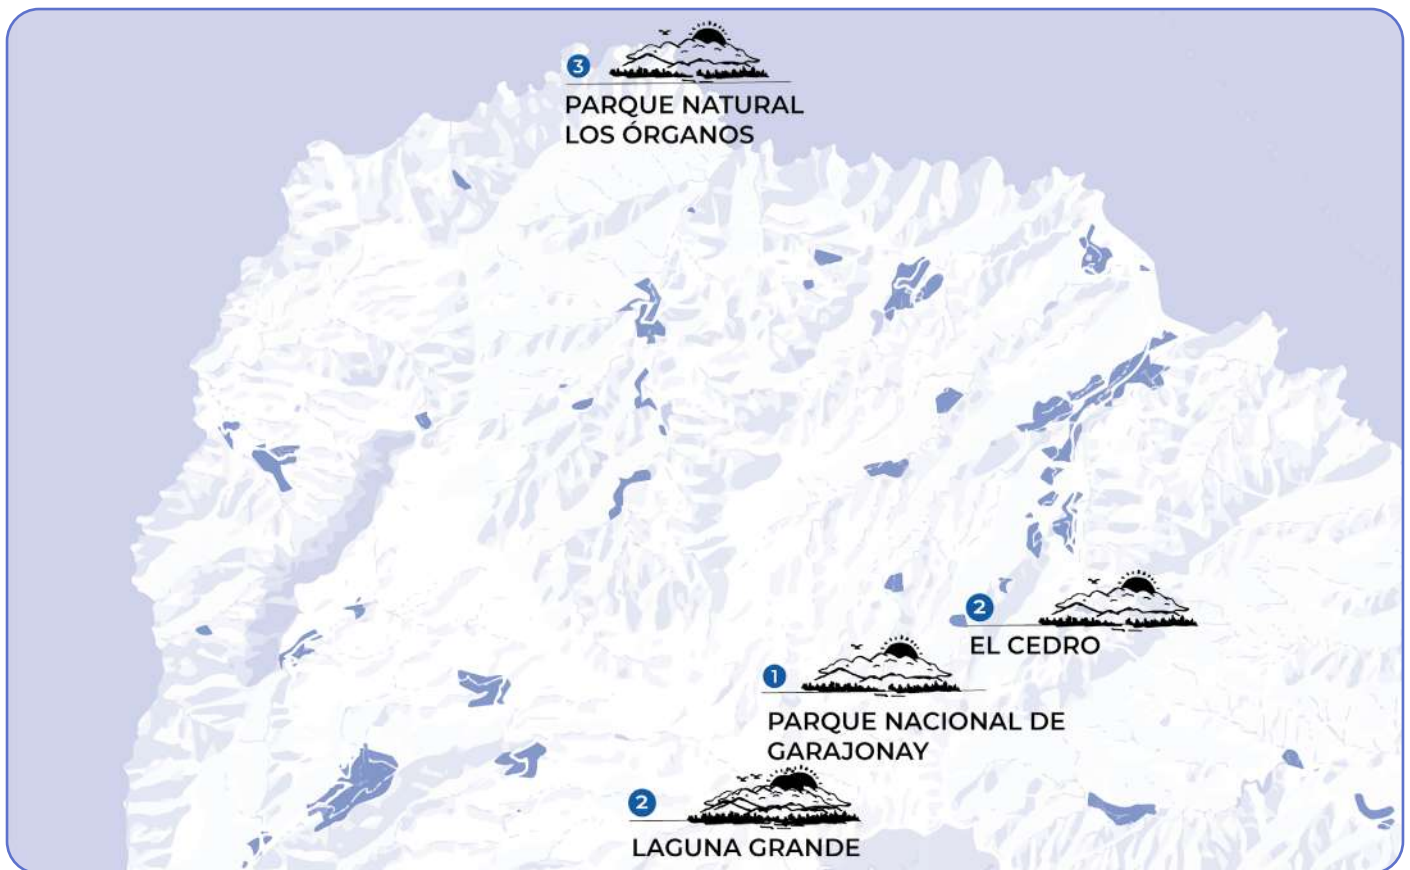 3
PARQUE NATURAL
LOS ÓRGANOS
2
EL CEDRO
1
PARQUE NACIONAL DE
GARAJONAY
2
LAGUNA GRANDE